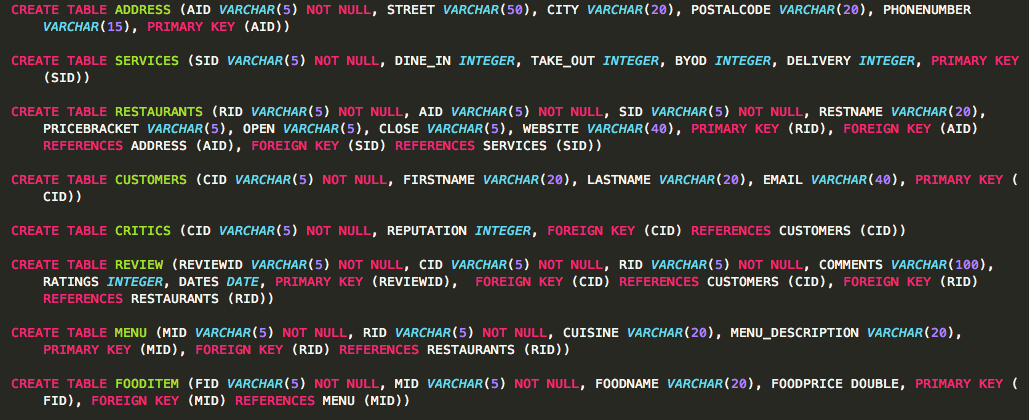 CREATE TABLE ADDRESS (AID VARCHAR(5) NOT NULL, STREET VARCHAR(50), CITY VARCHAR(20), POSTALCODE VARCHAR(20), PHONENUMBER
VARCHAR(15), PRIMARY KEY (AID))
CREATE TABLE SERVICES (SID VARCHAR(5) NOT NULL, DINE_IN INTEGER, TAKE_OUT INTEGER, BYOD INTEGER, DELIVERY INTEGER, PRIMARY KEY
(SID))
CREATE TABLE RESTAURANTS (RID VARCHAR(5) NOT NULL, AID VARCHAR(5) NOT NULL, SID VARCHAR(5) NOT NULL, RESTNAME VARCHAR(20),
PRICEBRACKET VARCHAR(5), OPEN VARCHAR(5), CLOSE VARCHAR(5), WEBSITE VARCHAR(40), PRIMARY KEY (RID), FOREIGN KEY (AID)
REFERENCES ADDRESS (AID), FOREIGN KEY (SID) REFERENCES SERVICES (SID))
CREATE TABLE CUSTOMERS (CID VARCHAR(5) NOT NULL, FIRSTNAME VARCHAR(20), LASTNAME VARCHAR(20), EMAIL VARCHAR(40), PRIMARY KEY (
CID))
CREATE TABLE CRITICS (CID VARCHAR(5) NOT NULL, REPUTATION INTEGER, FOREIGN KEY (CID) REFERENCES CUSTOMERS (CID))
CREATE TABLE REVIEW (REVIEWID VARCHAR(5) NOT NULL, CID VARCHAR(5) NOT NULL, RID VARCHAR(5) NOT NULL, COMMENTS VARCHAR(100),
RATINGS INTEGER, DATES DATE, PRIMARY KEY (REVIEWID),  FOREIGN KEY (CID) REFERENCES CUSTOMERS (CID), FOREIGN KEY (RID)
REFERENCES RESTAURANTS (RID))
CREATE TABLE MENU (MID VARCHAR(5) NOT NULL, RID VARCHAR(5) NOT NULL, CUISINE VARCHAR(20), MENU_DESCRIPTION VARCHAR(20),
PRIMARY KEY (MID), FOREIGN KEY (RID) REFERENCES RESTAURANTS (RID))
CREATE TABLE FOODITEM (FID VARCHAR(5) NOT NULL, MID VARCHAR(5) NOT NULL, FOODNAME VARCHAR(20), FOODPRICE DOUBLE, PRIMARY KEY (
FID), FOREIGN KEY (MID) REFERENCES MENU (MID))